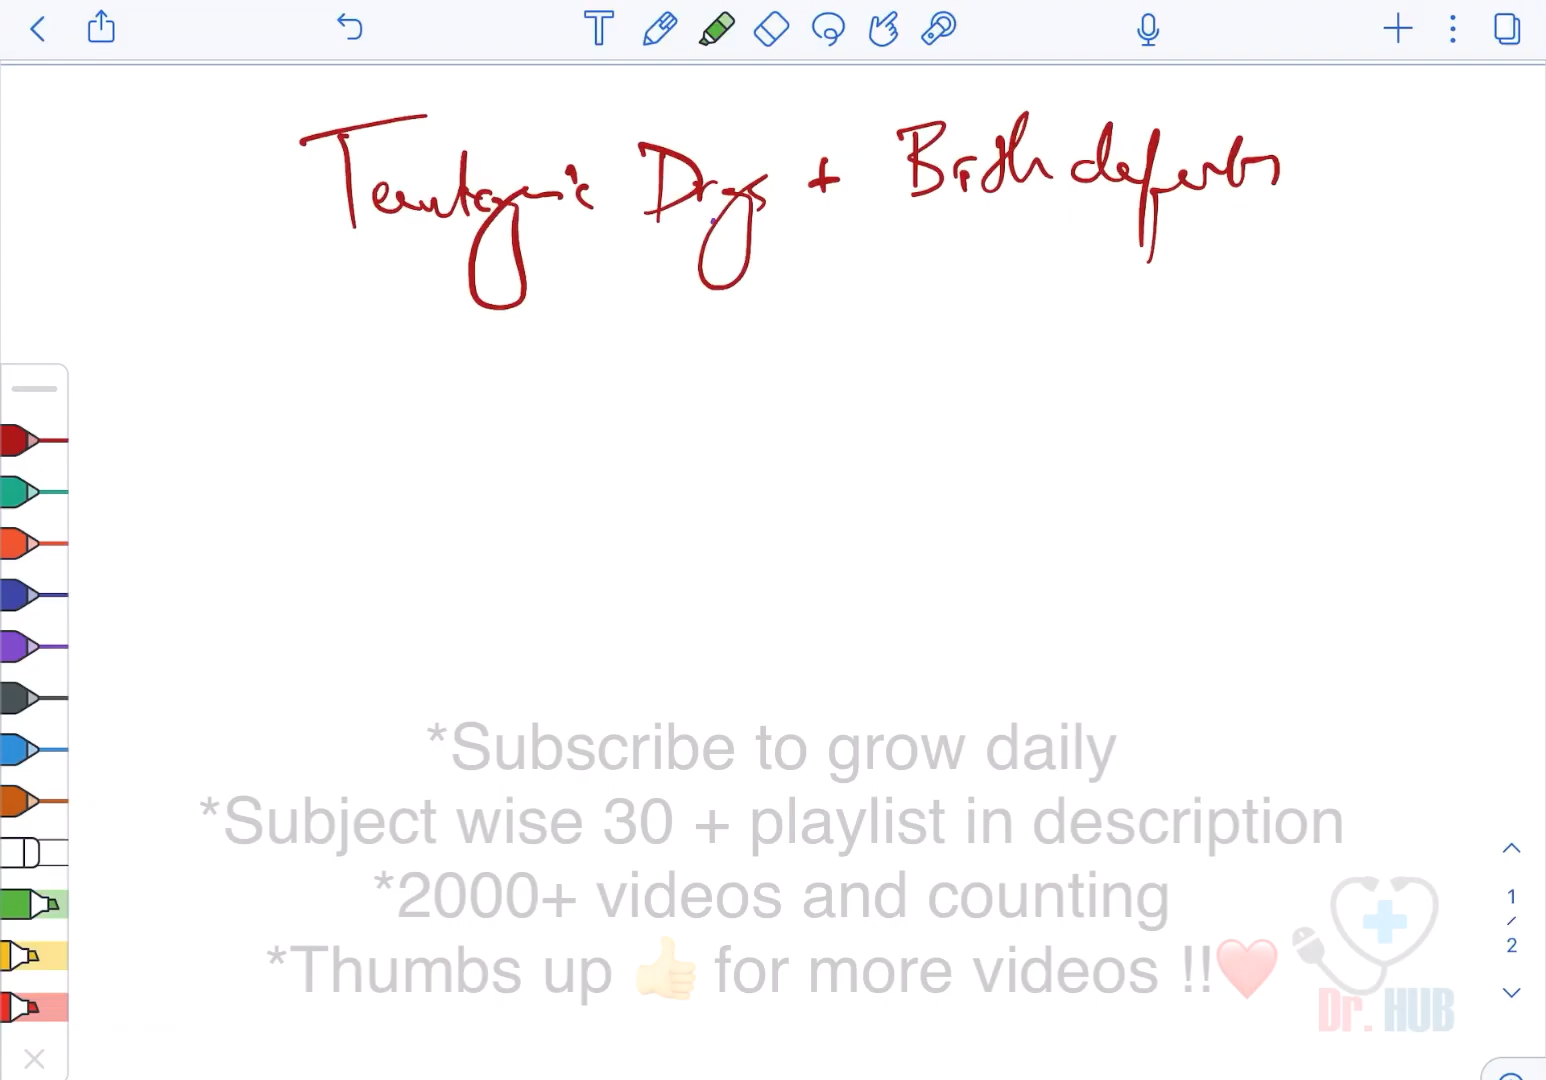 Teratogenic Drugs + Birth defects
*Subscribe to grow daily
*Subject wise 30 + playlist in description
*2000+ videos and counting
*Thumbs up 👍 for more videos !!❤️
1
/
2
Dr. HUB